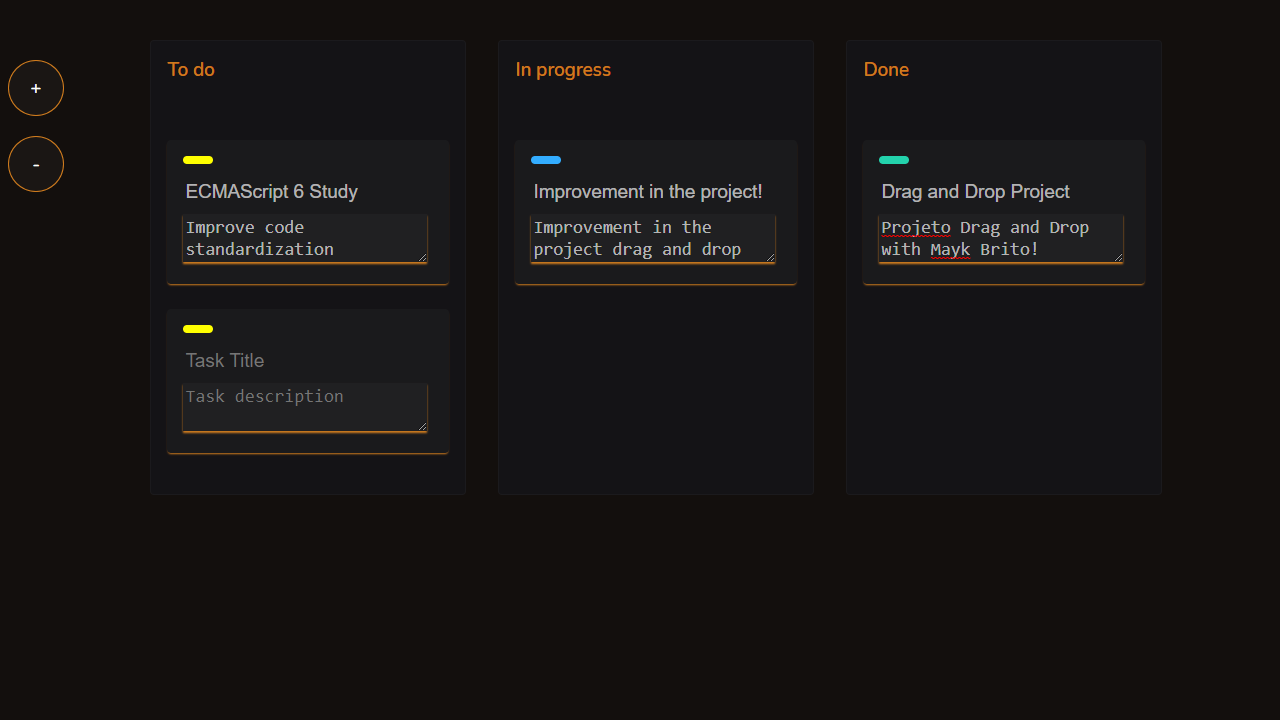 +
-
To do
ECMAScript 6 Study
Improve code
standardization
Task Title
Task description
In progress
Improvement in the project!
Improvement in the
project drag and drop
Done
Drag and Drop Project
Projeto Drag and Drop
with Mayk Brito!